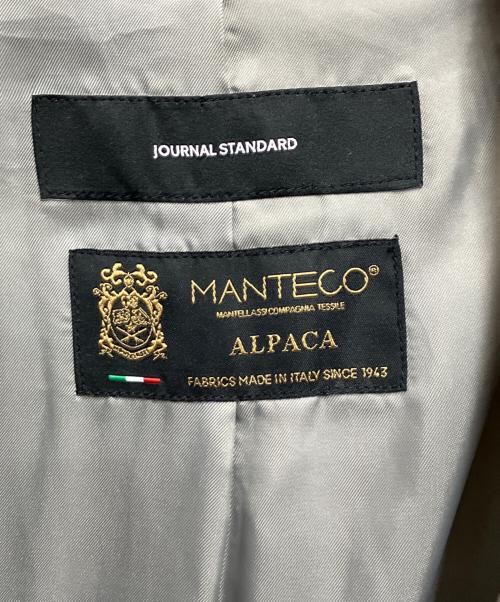 JOURNAL STANDARD
MANTECO®
MANTELLASSI COMPAGNIA TESSILE
ALPACA
FABRICS MADE IN ITALY SINCE 1943